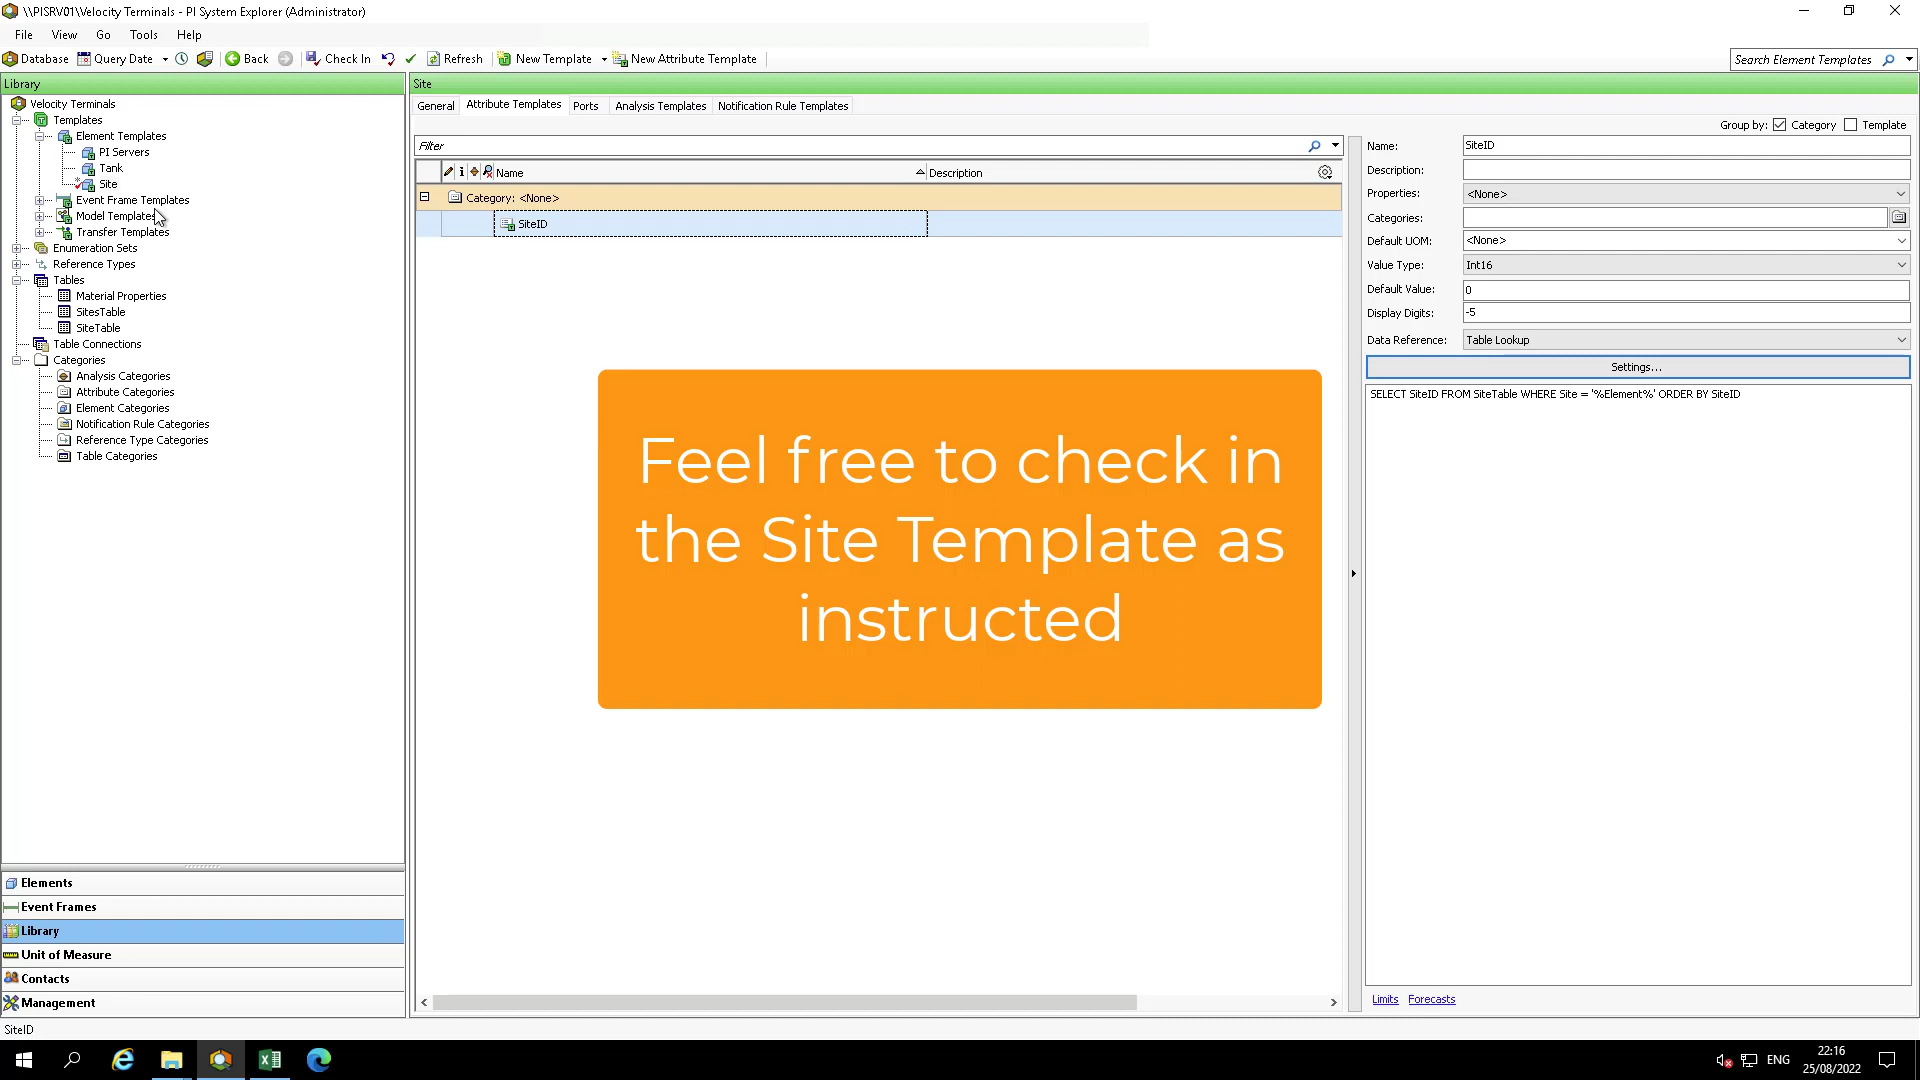 \\PISRV01\Velocity Terminals - PI System Explorer (Administrator)
File View Go Tools Help
Database Query Date Back Check In Refresh New Template New Attribute Template Search Element Templates
Library
Velocity Terminals
Templates
Element Templates
PI Servers
Tank
Site
Event Frame Templates
Model Templates
Transfer Templates
Enumeration Sets
Reference Types
Tables
Material Properties
SitesTable
SiteTable
Table Connections
Categories
Analysis Categories
Attribute Categories
Element Categories
Notification Rule Categories
Reference Type Categories
Table Categories
Elements
Event Frames
Library
Unit of Measure
Contacts
Management
Site
General Attribute Templates Ports Analysis Templates Notification Rule Templates
Group by: Category Template
Filter
Name Description
Category: <None>
SiteID
Feel free to check in
the Site Template as
instructed
Name: SiteID
Description:
Properties: <None>
Categories:
Default UOM: <None>
Value Type: Int16
Default Value: 0
Display Digits: -5
Data Reference: Table Lookup
Settings...
SELECT SiteID FROM SiteTable WHERE Site = '%Element%' ORDER BY SiteID
Limits Forecasts
SiteID
ENG
22:16
25/08/2022